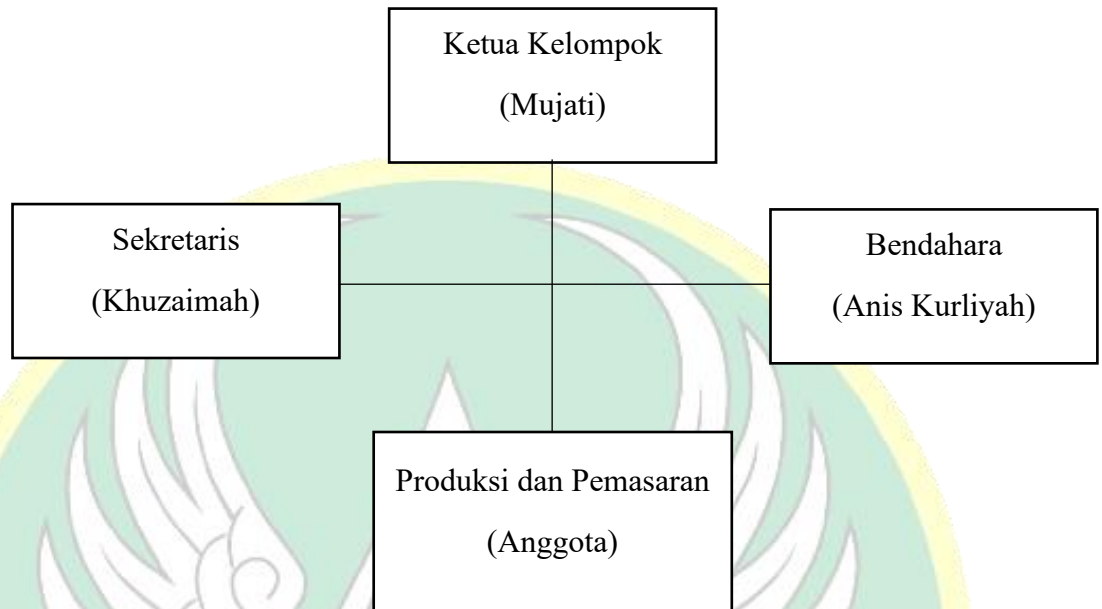 Ketua Kelompok
(Mujati)
Sekretaris
(Khuzaimah)
Bendahara
(Anis Kurliyah)
Produksi dan Pemasaran
(Anggota)